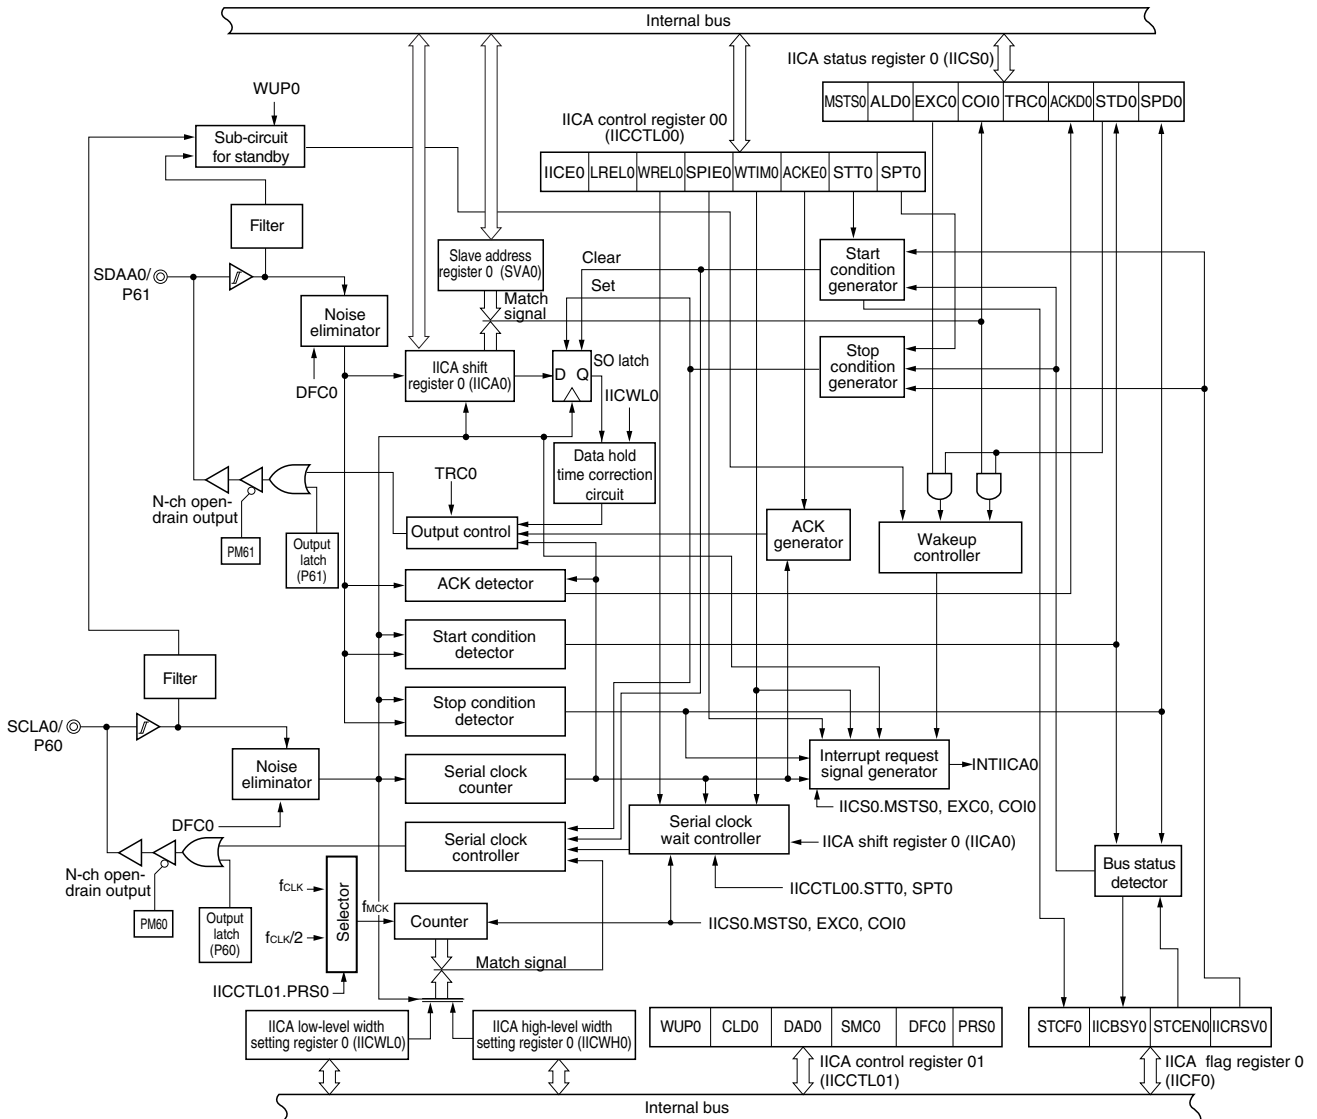 Internal bus
IICA status register 0 (IICS0)
MSTS0 ALD0 EXC0 COI0 TRC0 ACKD0 STD0 SPD0
WUP0
Sub-circuit
for standby
IICA control register 00
(IICCTL00)
IICE0 LREL0 WREL0 SPIE0 WTIM0 ACKE0 STT0 SPT0
Filter
SDAA0/
P61
Slave address
register 0 (SVA0)
Clear
Set
Start
condition
generator
Noise
eliminator
Match
signal
DFC0
IICA shift
register 0 (IICA0)
D Q
SO latch
IICWL0
Stop
condition
generator
Data hold
time correction
circuit
TRC0
N-ch open-
drain output
PM61
Output
latch
(P61)
Output control
ACK
generator
Wakeup
controller
ACK detector
Start condition
detector
Filter
Stop condition
detector
SCLA0/
P60
Noise
eliminator
Serial clock
counter
Interrupt request
signal generator
INTIICA0
IICS0.MSTS0, EXC0, COI0
DFC0
Serial clock
controller
Serial clock
wait controller
IICA shift register 0 (IICA0)
Bus status
detector
N-ch open-
drain output
PM60
Output
latch
(P60)
fCLK
fCLK/2
Selector
fMCK
Counter
IICCTL00.STT0, SPT0
IICS0.MSTS0, EXC0, COI0
Match signal
IICCTL01.PRS0
IICA low-level width
setting register 0 (IICWL0)
IICA high-level width
setting register 0 (IICWH0)
WUP0 CLD0 DAD0 SMC0 DFC0 PRS0
STCF0 IICBSY0 STCEN0 IICRSV0
IICA control register 01
(IICCTL01)
IICA flag register 0
(IICF0)
Internal bus